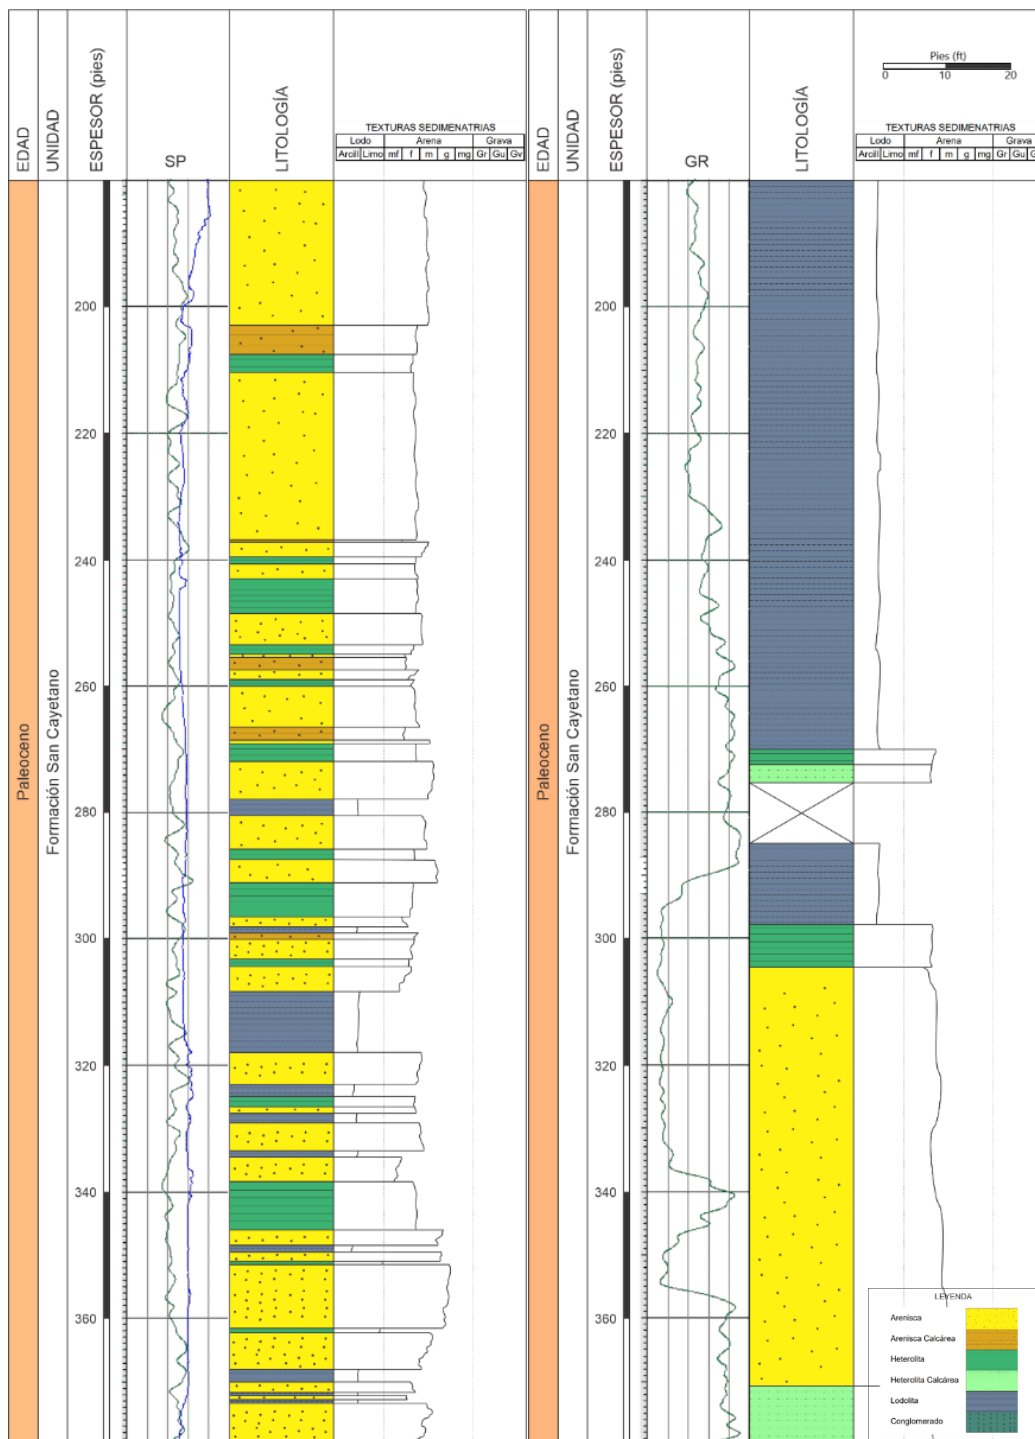 EDAD
UNIDAD
ESPESOR (pies)
SP
LITOLOGÍA
TEXTURAS SEDIMENATRIAS
Lodo Arena Grava
Arcill Limo mf f m g mg Gr Gu Gv
Paleoceno
Formación San Cayetano
200
220
240
260
280
300
320
340
360
EDAD
UNIDAD
ESPESOR (pies)
GR
LITOLOGÍA
Pies (ft)
0 10 20
TEXTURAS SEDIMENATRIAS
Lodo Arena Grava
Arcill Limo mf f m g mg Gr Gu G
Paleoceno
Formación San Cayetano
200
220
240
260
280
300
320
340
360
LEYENDA
Arenisca
Arenisca Calcárea
Heterolita
Heterolita Calcárea
Lodolita
Conglomerado